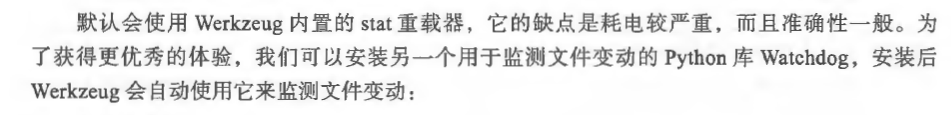 默认会使用 Werkzeug 内置的 stat 重载器，它的缺点是耗电较严重，而且准确性一般。为
了获得更优秀的体验，我们可以安装另一个用于监测文件变动的 Python 库 Watchdog，安装后
Werkzeug 会自动使用它来监测文件变动：